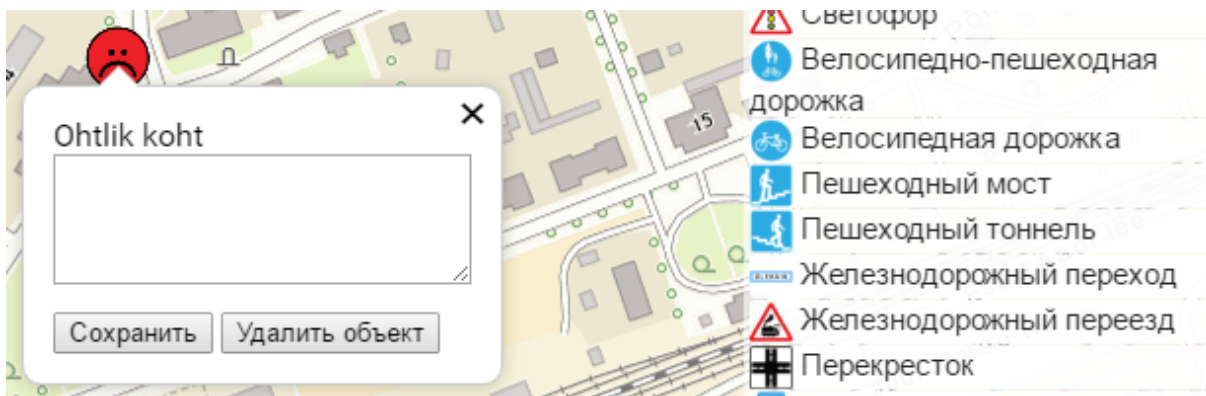 Ohtlik koht
Сохранить Удалить объект
15
Светофор
Велосипедно-пешеходная
дорожка
Велосипедная дорожка
Пешеходный мост
Пешеходный тоннель
Железнодорожный переход
Железнодорожный переезд
Перекресток